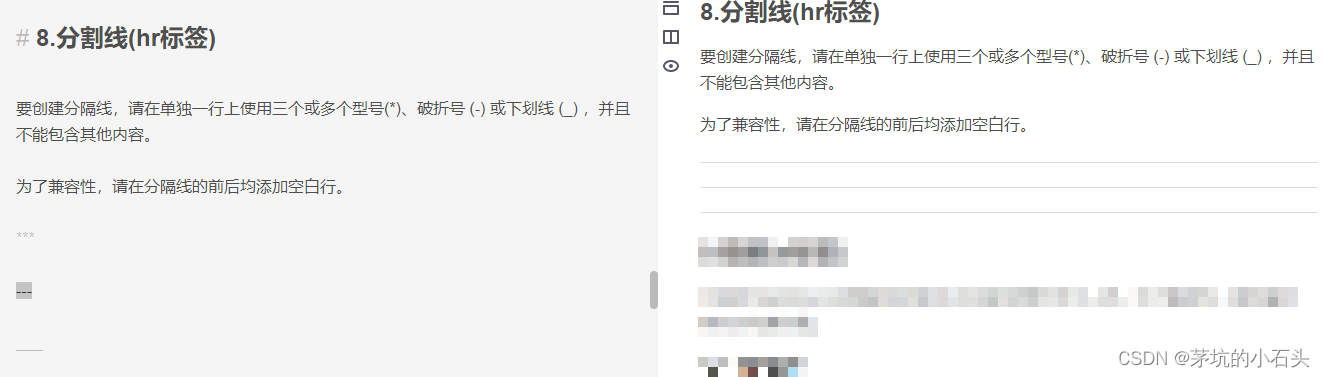 # 8.分割线(hr标签)
要创建分隔线，请在单独一行上使用三个或多个型号(*)、破折号 (-) 或下划线 (_) ，并且
不能包含其他内容。
为了兼容性，请在分隔线的前后均添加空白行。
***
---
___
8.分割线(hr标签)
要创建分隔线，请在单独一行上使用三个或多个型号(*)、破折号 (-) 或下划线 (_) ，并且
不能包含其他内容。
为了兼容性，请在分隔线的前后均添加空白行。
CSDN @茅坑的小石头